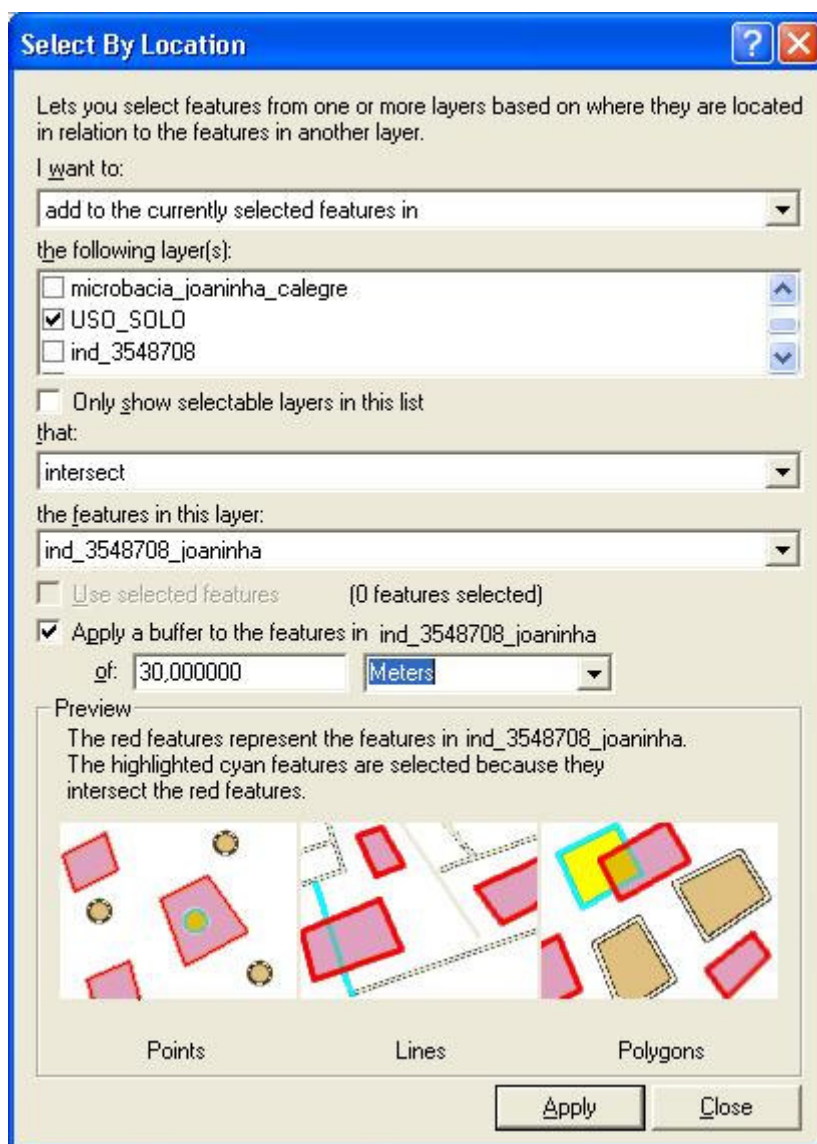 Select By Location
Lets you select features from one or more layers based on where they are located
in relation to the features in another layer.
I want to:
add to the currently selected features in
the following layer(s):
microbacia_joaninha_calegre
USO_SOLO
ind_3548708
Only show selectable layers in this list
that:
intersect
the features in this layer:
ind_3548708_joaninha
Use selected features (0 features selected)
Apply a buffer to the features in ind_3548708_joaninha
of: 30,000000 Meters
Preview
The red features represent the features in ind_3548708_joaninha.
The highlighted cyan features are selected because they
intersect the red features.
Points Lines Polygons
Apply Close